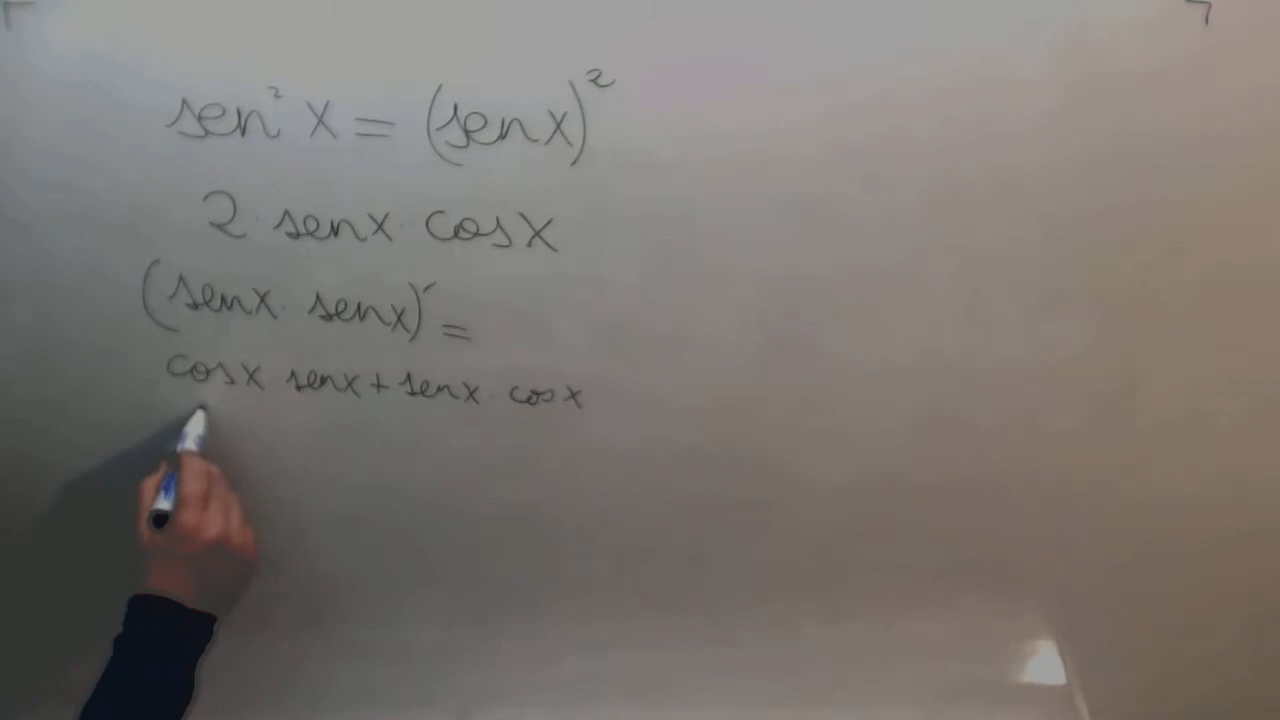 sen² x = (sen x)²
2 · sen x · cos x
(sen x · sen x)' =
cos x sen x + sen x · cos x